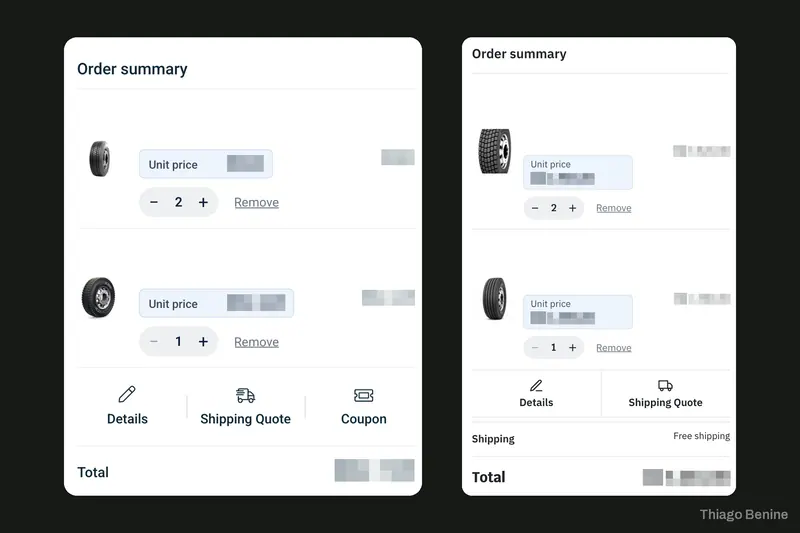 Order summary
Unit price
− 2 +
Remove
Unit price
− 1 +
Remove
Details
Shipping Quote
Coupon
Total
Order summary
Unit price
− 2 +
Remove
Unit price
− 1 +
Remove
Details
Shipping Quote
Shipping
Free shipping
Total
Thiago Benine